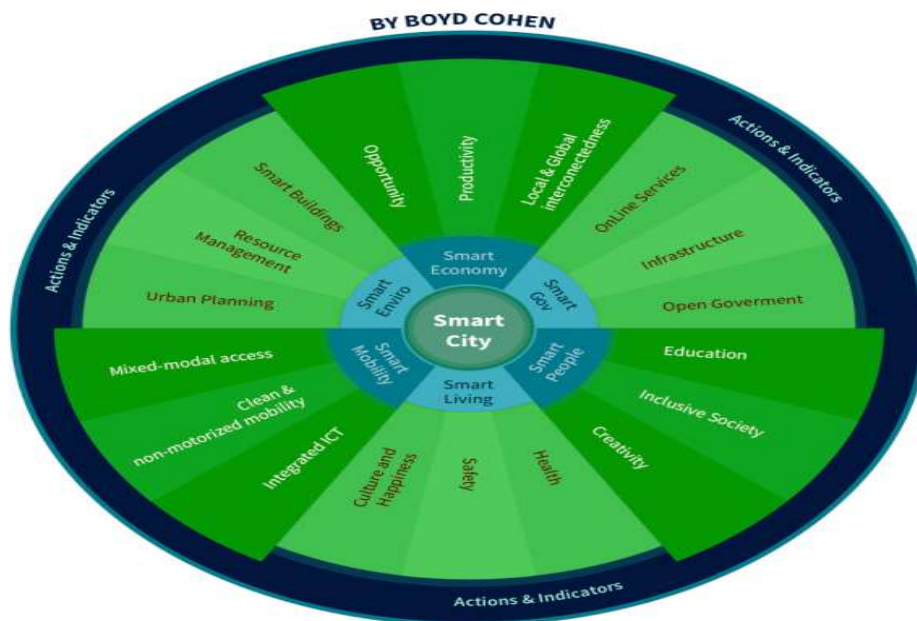 BY BOYD COHEN
Actions & Indicators
Actions & Indicators
Actions & Indicators
Smart
City
Smart
Economy
Opportunity
Productivity
Local & Global
interconectedness
Smart
Gov
OnLine Services
Infrastructure
Open Goverment
Smart
People
Education
Inclusive Society
Creativity
Smart
Living
Health
Safety
Culture and
Happiness
Smart
Mobility
Integrated ICT
Clean &
non-motorized mobility
Mixed-modal access
Smart
Enviro
Urban Planning
Resource
Management
Smart Buildings